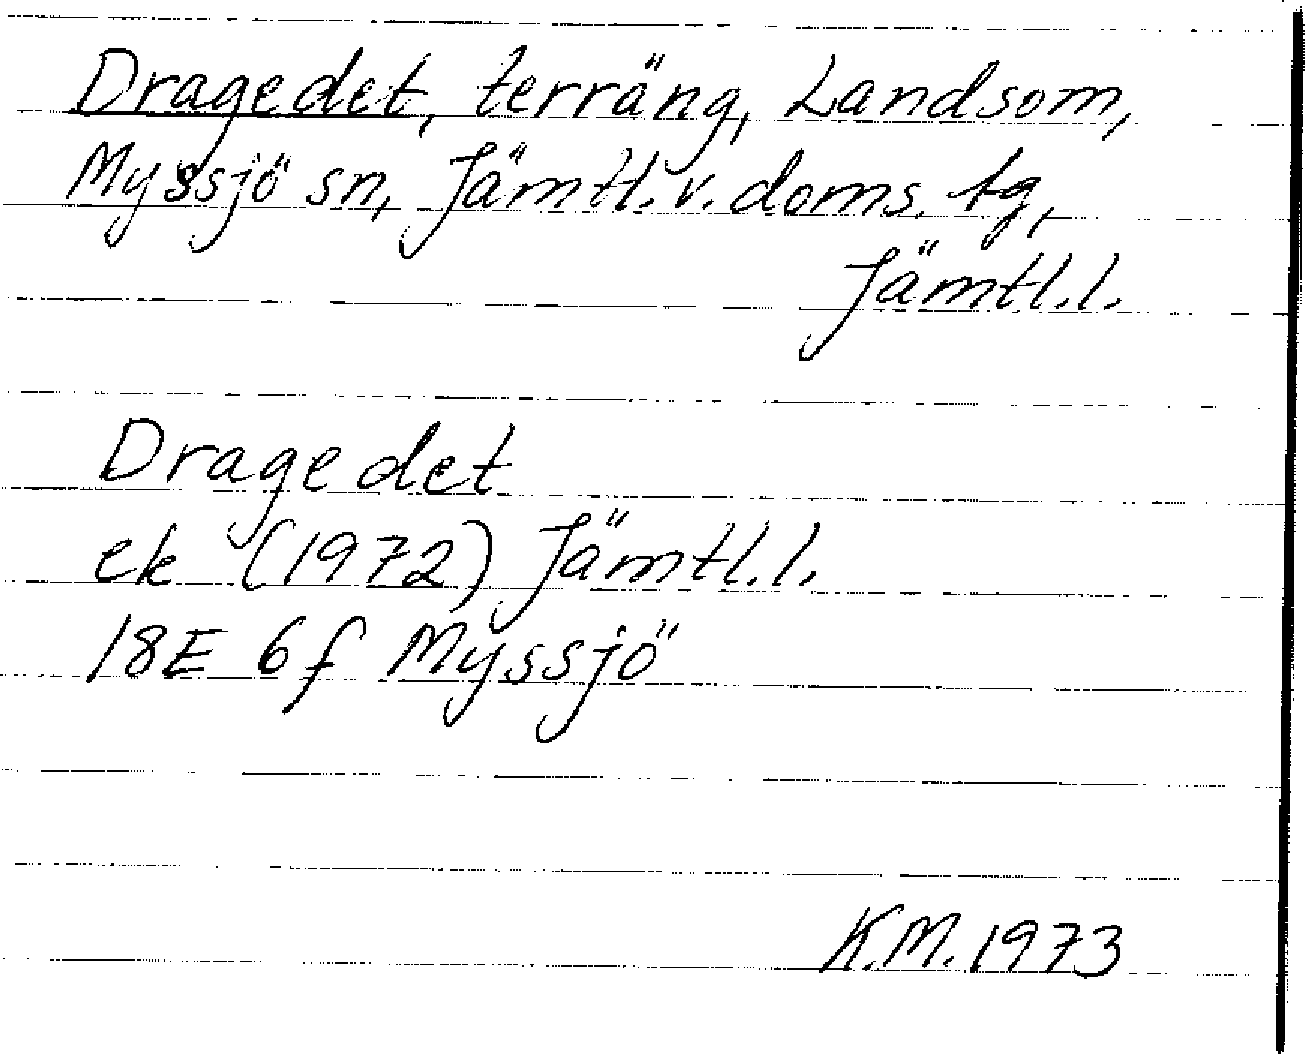 Dragedet, terräng, Landsom,
Myssjö sn, Jämtl. v. doms. tg,
Jämtl. l.
Dragedet
ek (1972) Jämtl. l.
18E 6f Myssjö
K.M. 1973